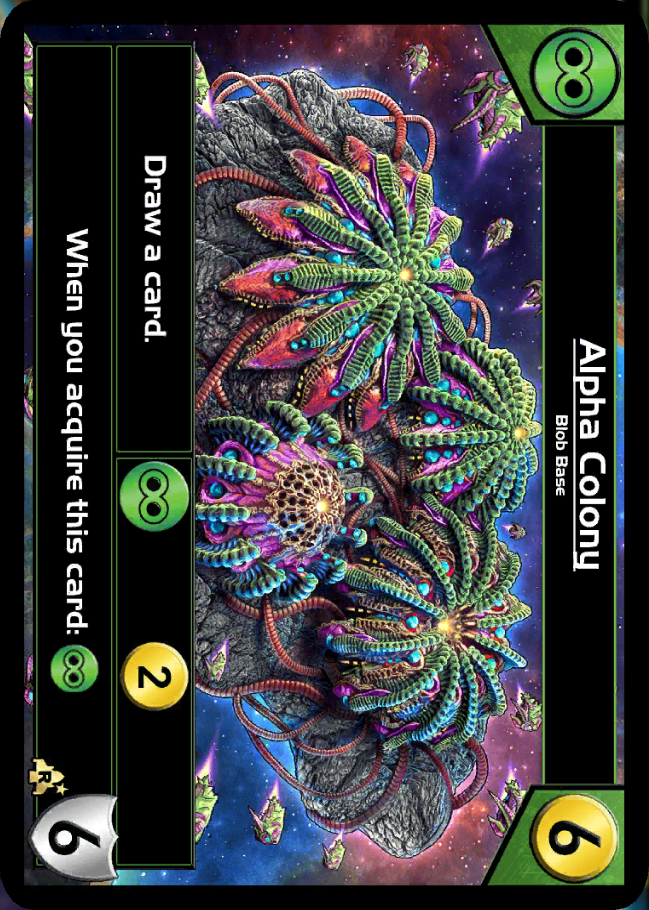 Alpha Colony
6
Blob Base
Draw a card.
2
When you acquire this card:
R
6